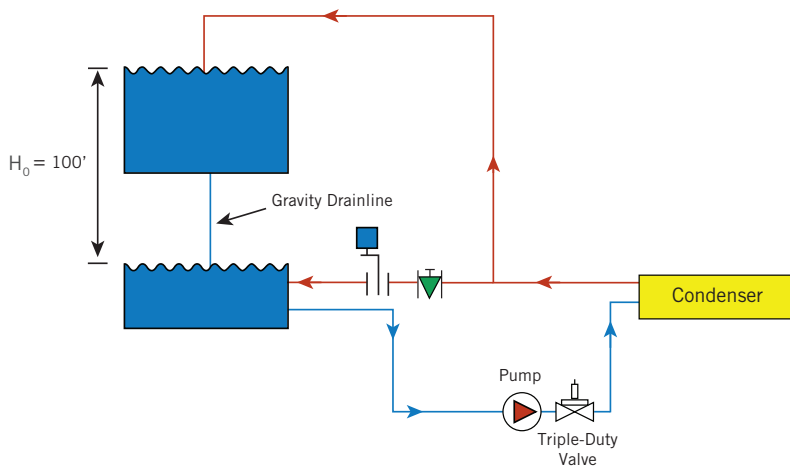 H₀ = 100'
Gravity Drainline
Condenser
Pump
Triple-Duty
Valve